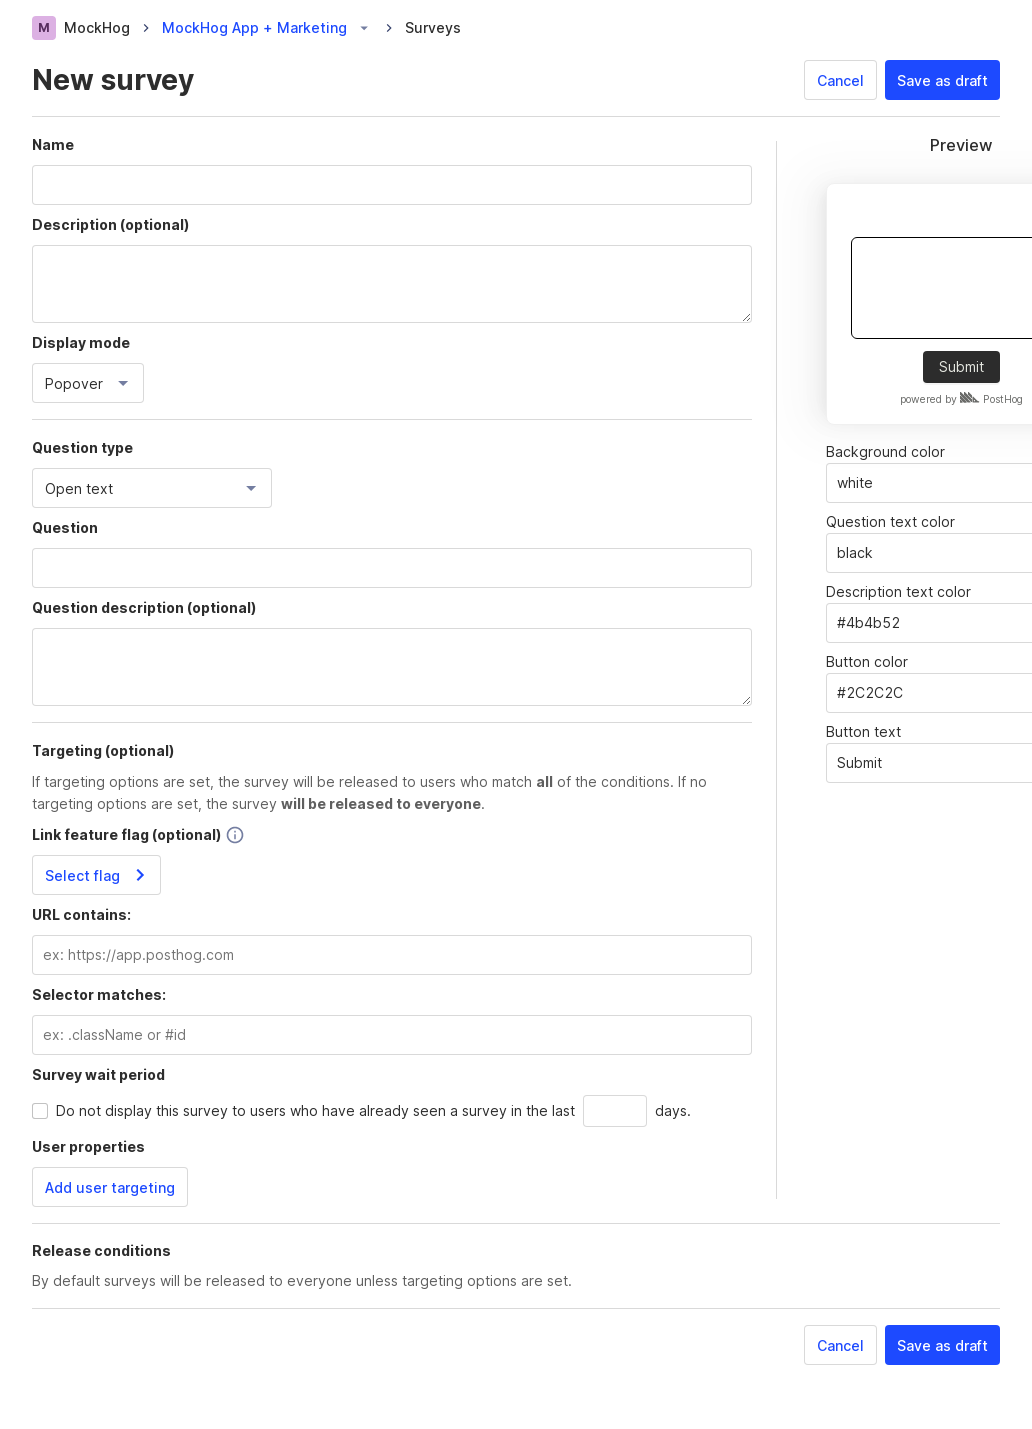 M MockHog > MockHog App + Marketing > Surveys
New survey
Cancel
Save as draft
Name
Description (optional)
Display mode
Popover
Question type
Open text
Question
Question description (optional)
Targeting (optional)
If targeting options are set, the survey will be released to users who match all of the conditions. If no
targeting options are set, the survey will be released to everyone.
Link feature flag (optional)
Select flag
URL contains:
ex: https://app.posthog.com
Selector matches:
ex: .className or #id
Survey wait period
Do not display this survey to users who have already seen a survey in the last days.
User properties
Add user targeting
Preview
Submit
powered by PostHog
Background color
white
Question text color
black
Description text color
#4b4b52
Button color
#2C2C2C
Button text
Submit
Release conditions
By default surveys will be released to everyone unless targeting options are set.
Cancel
Save as draft